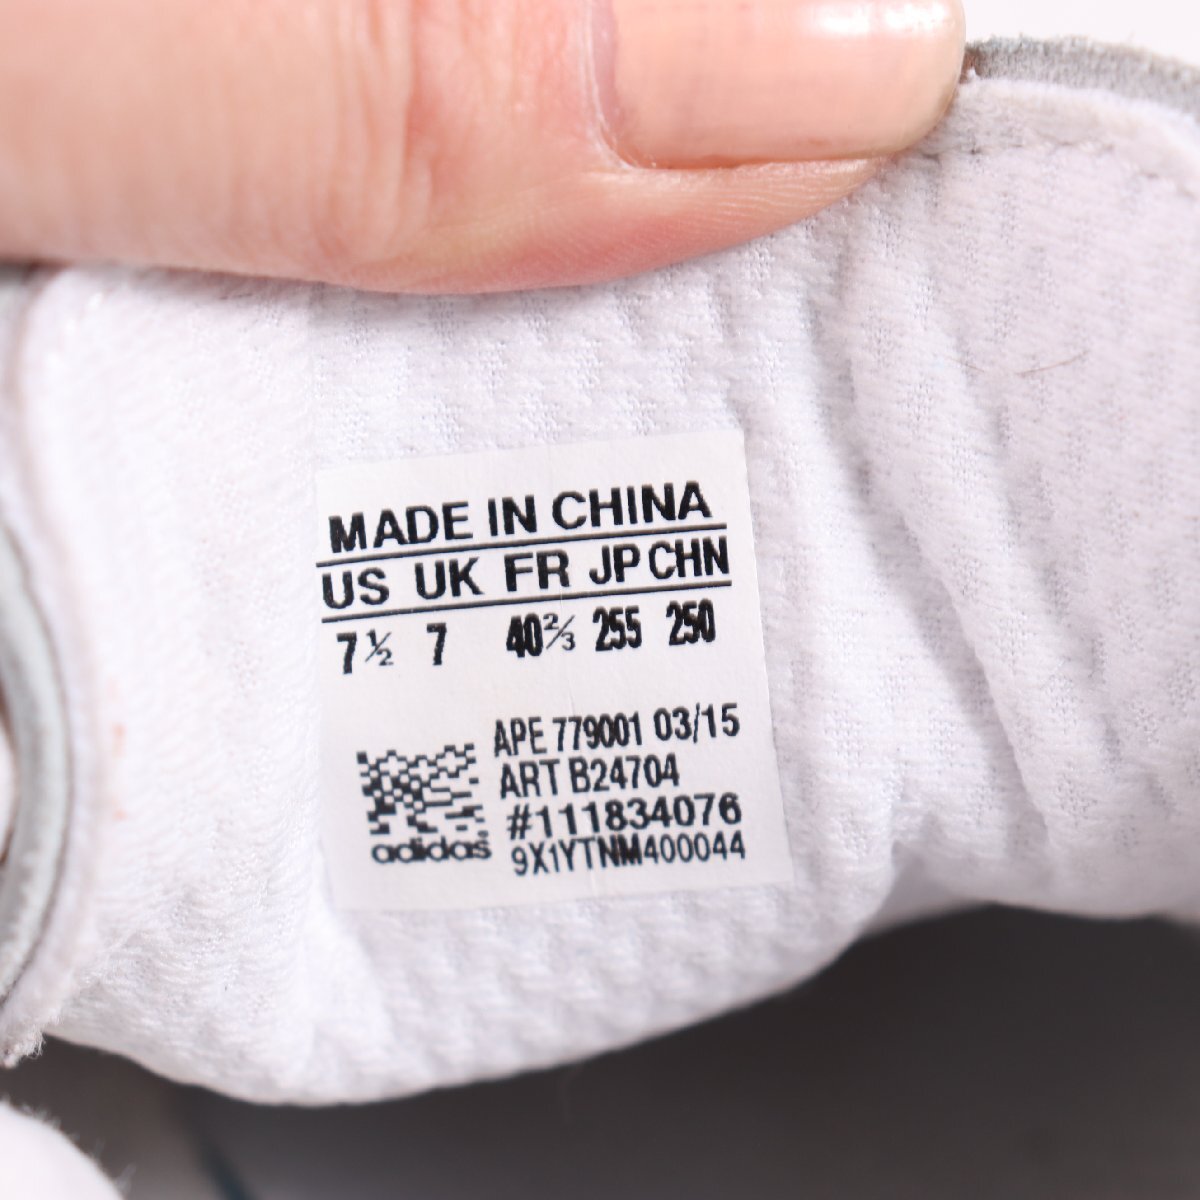 MADE IN CHINA
US UK FR JP CHN
7½ 7 40⅔ 255 250
APE 779001 03/15
ART B24704
#111834076
adidas 9X1YTNM400044